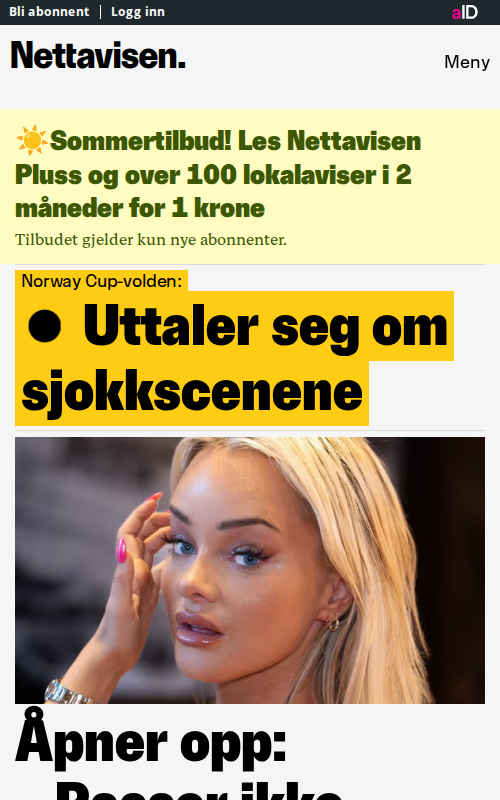 Bli abonnent | Logg inn
aID
Nettavisen.
Meny
☀️Sommertilbud! Les Nettavisen
Pluss og over 100 lokalaviser i 2
måneder for 1 krone
Tilbudet gjelder kun nye abonnenter.
Norway Cup-volden:
● Uttaler seg om
sjokkscenene
Åpner opp: